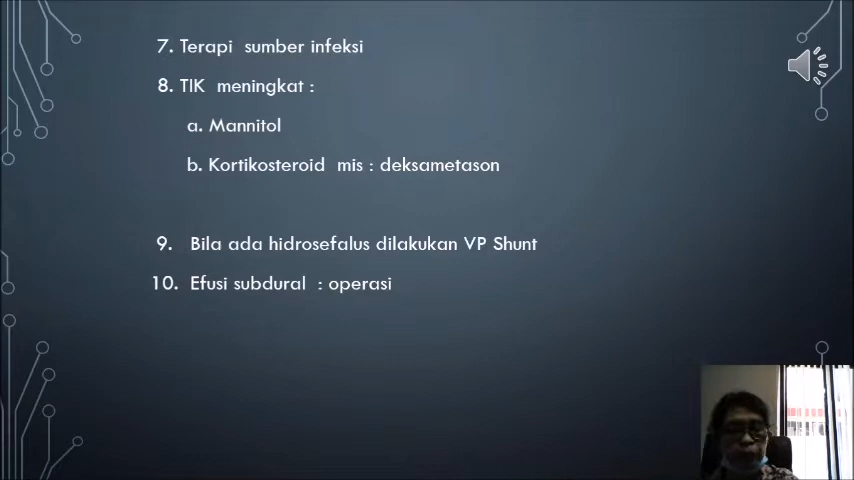 7. Terapi sumber infeksi
8. TIK meningkat :
a. Mannitol
b. Kortikosteroid mis : deksametason
9. Bila ada hidrosefalus dilakukan VP Shunt
10. Efusi subdural : operasi